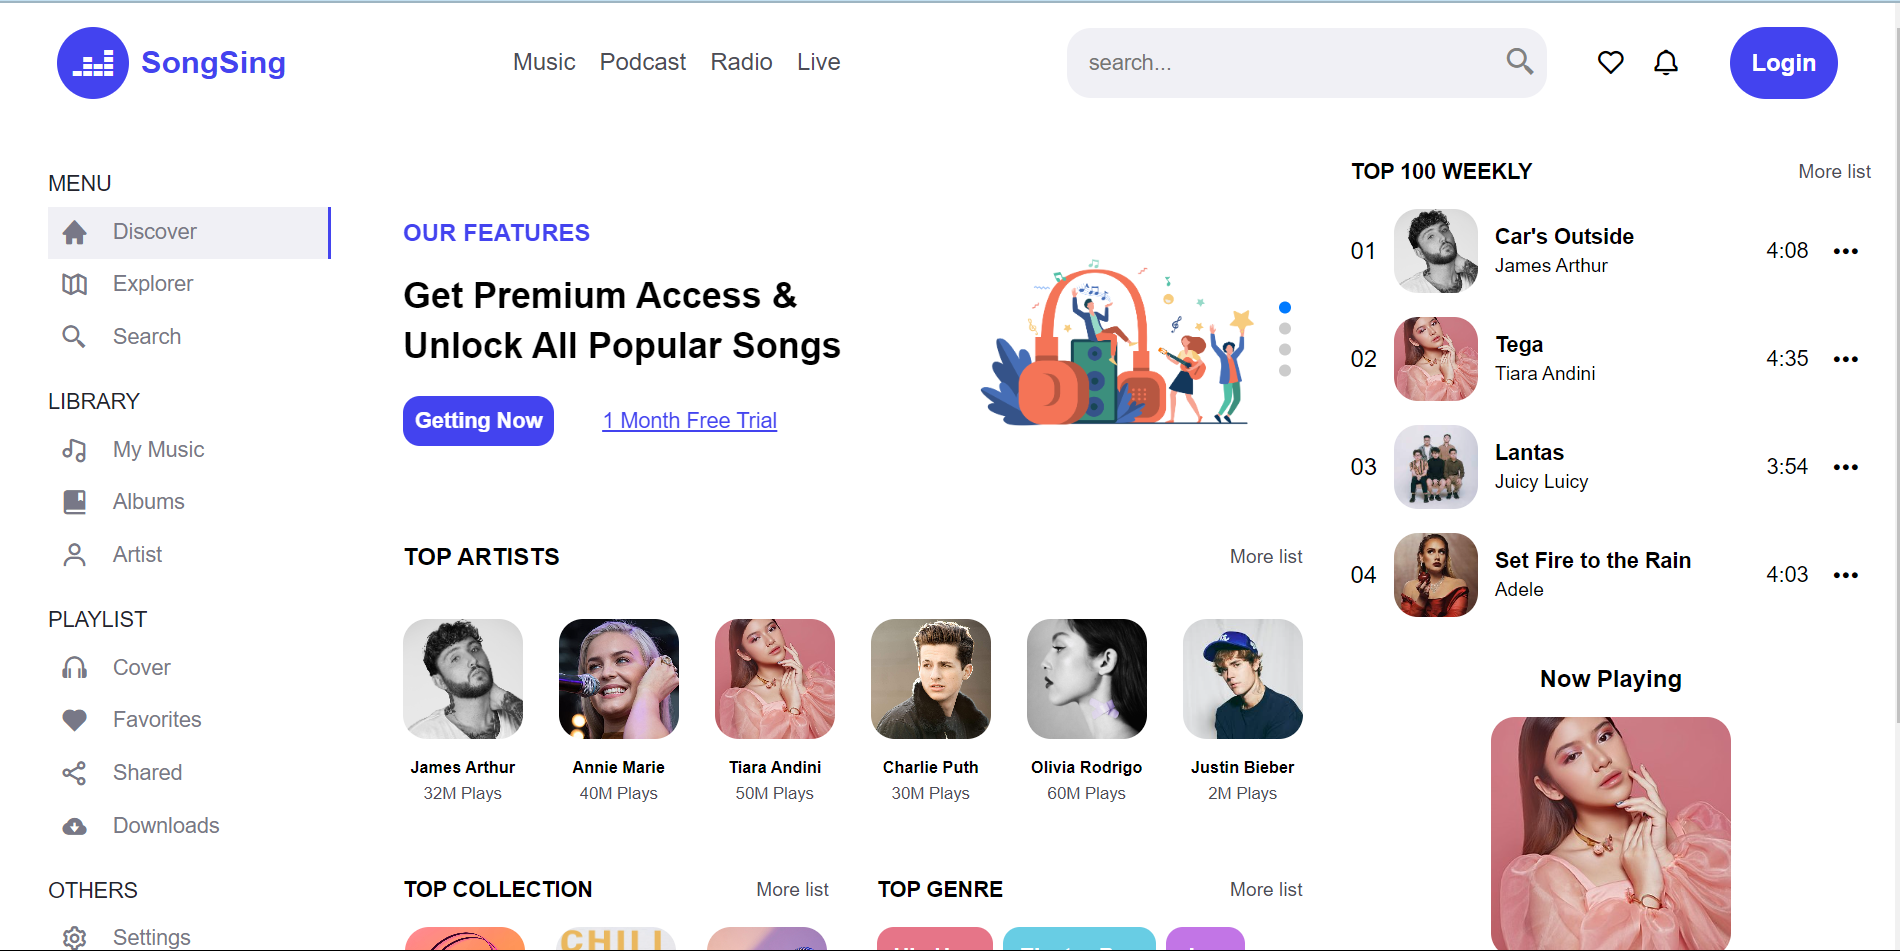 SongSing
Music Podcast Radio Live
search...
Login
MENU
Discover
Explorer
Search
LIBRARY
My Music
Albums
Artist
PLAYLIST
Cover
Favorites
Shared
Downloads
OTHERS
Settings
OUR FEATURES
Get Premium Access &
Unlock All Popular Songs
Getting Now
1 Month Free Trial
TOP ARTISTS
More list
James Arthur
32M Plays
Annie Marie
40M Plays
Tiara Andini
50M Plays
Charlie Puth
30M Plays
Olivia Rodrigo
60M Plays
Justin Bieber
2M Plays
TOP COLLECTION
More list
CHILL
TOP GENRE
More list
TOP 100 WEEKLY
More list
01
Car's Outside
James Arthur
4:08
02
Tega
Tiara Andini
4:35
03
Lantas
Juicy Luicy
3:54
04
Set Fire to the Rain
Adele
4:03
Now Playing